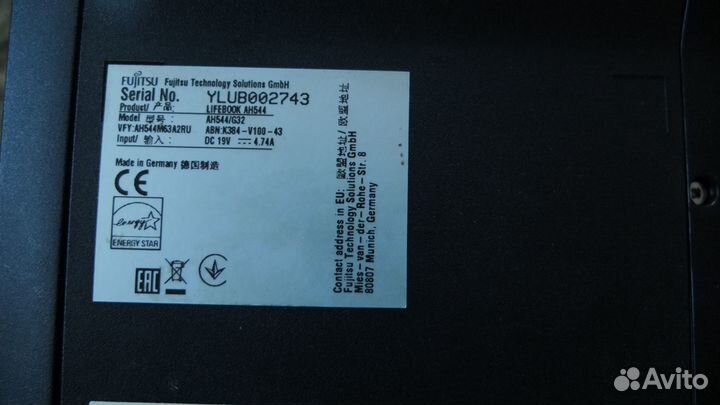 FUJITSU Fujitsu Technology Solutions GmbH
Serial No. YLUB002743
Product/ 产品: LIFEBOOK AH544
Model 型号: AH544/G32
VFY:AH544M63A2RU ABN:K384-V100-43
Input/ 输入: DC 19V 4.74A
Made in Germany 德国制造
CE
energy
ENERGY STAR
EAC
Contact address in EU: 欧盟地址/ 欧盟地址
Fujitsu Technology Solutions GmbH
Mies-van-der-Rohe-Str. 8
80807 Munich, Germany
Avito